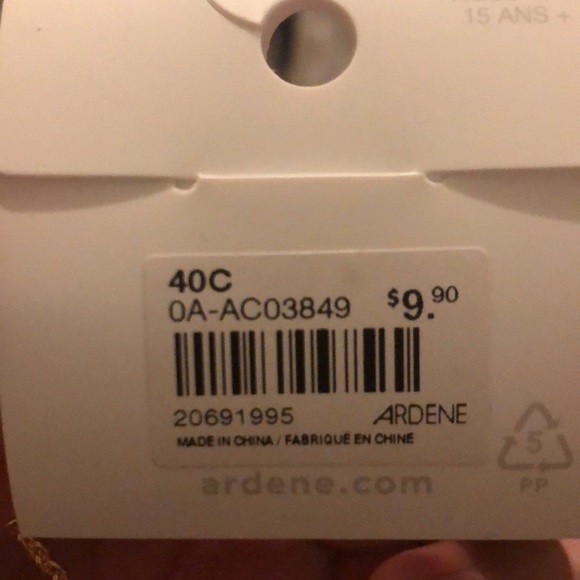 15 ANS +
40C
0A-AC03849 $9.90
20691995 ARDENE
MADE IN CHINA / FABRIQUÉ EN CHINE
ardene.com
5
PP